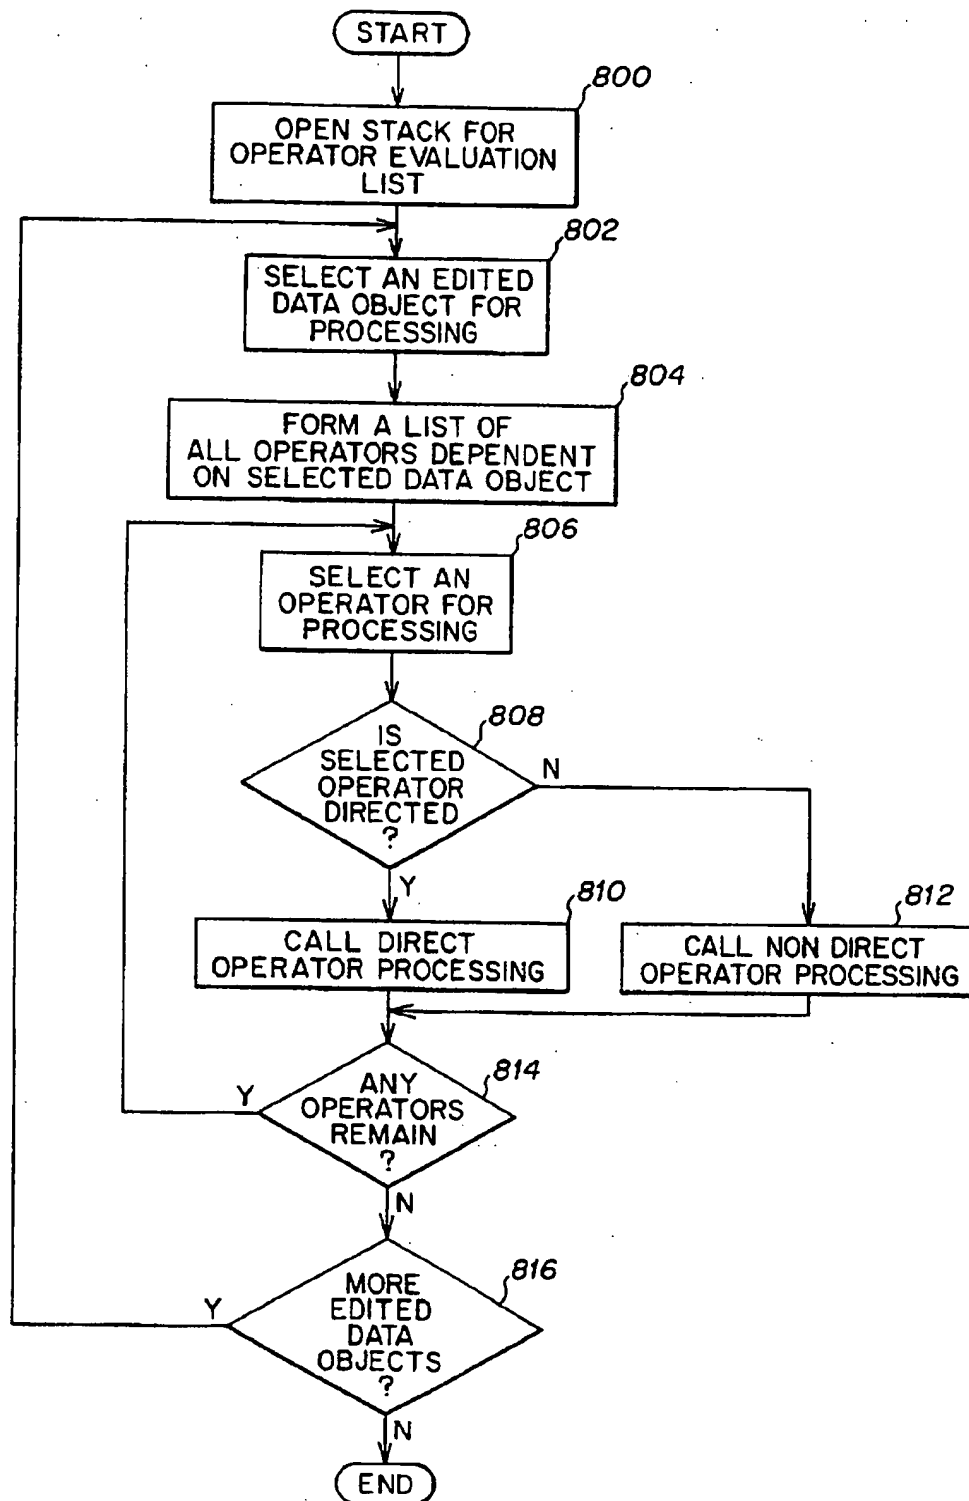 START
800
OPEN STACK FOR
OPERATOR EVALUATION
LIST
802
SELECT AN EDITED
DATA OBJECT FOR
PROCESSING
804
FORM A LIST OF
ALL OPERATORS DEPENDENT
ON SELECTED DATA OBJECT
806
SELECT AN
OPERATOR FOR
PROCESSING
808
IS
SELECTED
OPERATOR
DIRECTED
?
N
Y
810
CALL DIRECT
OPERATOR PROCESSING
812
CALL NON DIRECT
OPERATOR PROCESSING
814
ANY
OPERATORS
REMAIN
?
Y
N
816
MORE
EDITED
DATA
OBJECTS
?
Y
N
END